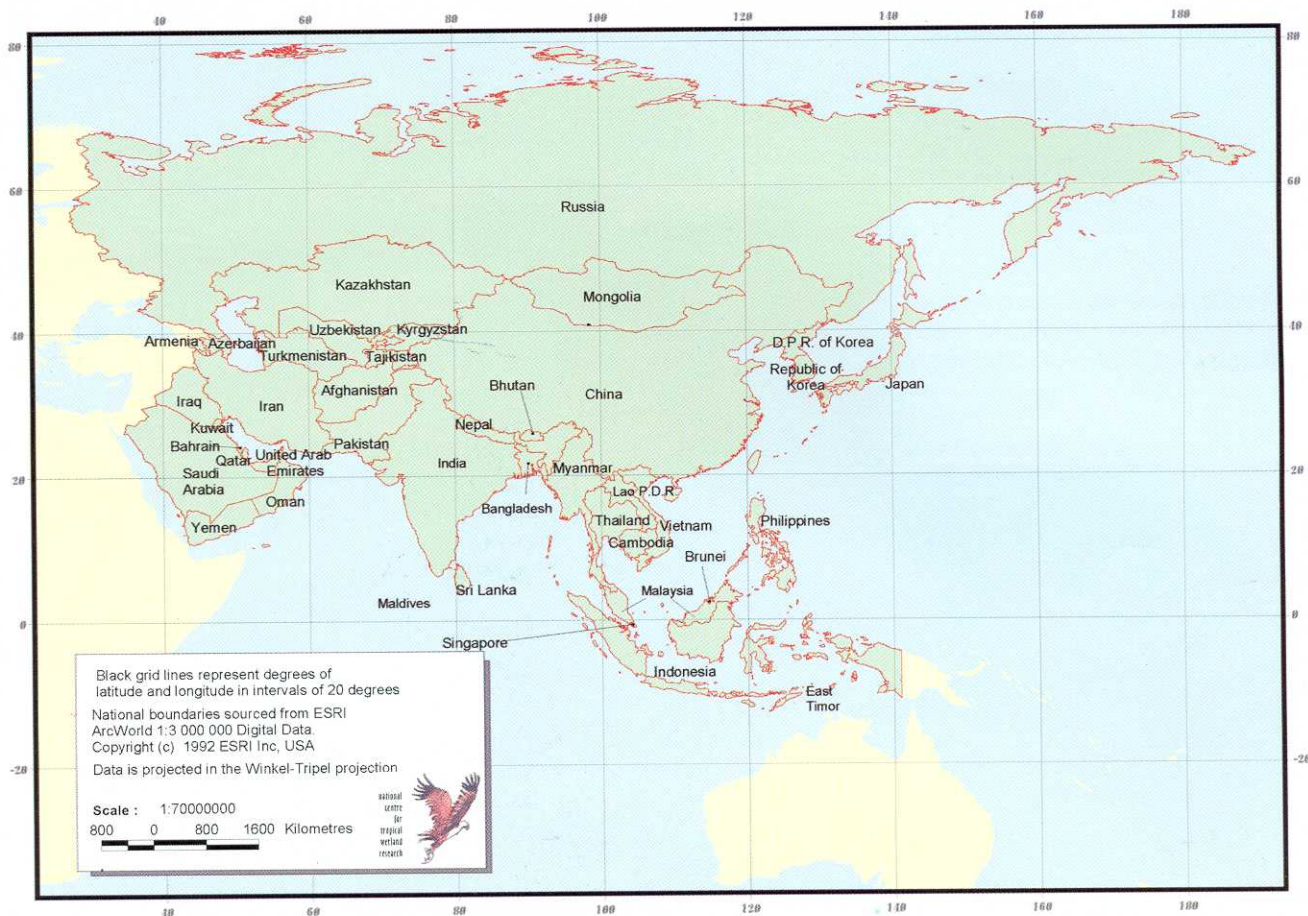 40 60 80 100 120 140 160 180
80 80
60 60
Russia
Kazakhstan
Mongolia
Uzbekistan Kyrgyzstan
40 40
Armenia Azerbaijan
Turkmenistan Tajikistan
D.P.R. of Korea
Republic of
Korea
Japan
Afghanistan
Bhutan
China
Iraq
Iran
Kuwait
Nepal
Bahrain
Pakistan
Qatar
United Arab
Emirates
India
Myanmar
Saudi
Arabia
20 20
Lao P.D.R
Oman
Bangladesh
Thailand
Vietnam
Philippines
Yemen
Cambodia
Brunei
Sri Lanka
Malaysia
Maldives
0 0
Singapore
Indonesia
East
Timor
Black grid lines represent degrees of
latitude and longitude in intervals of 20 degrees
National boundaries sourced from ESRI
ArcWorld 1:3 000 000 Digital Data.
Copyright (c) 1992 ESRI Inc, USA
Data is projected in the Winkel-Tripel projection
Scale : 1:70000000
800 0 800 1600 Kilometres
national
centre
for
tropical
wetland
research
-20 -20
40 60 80 100 120 140 160 180